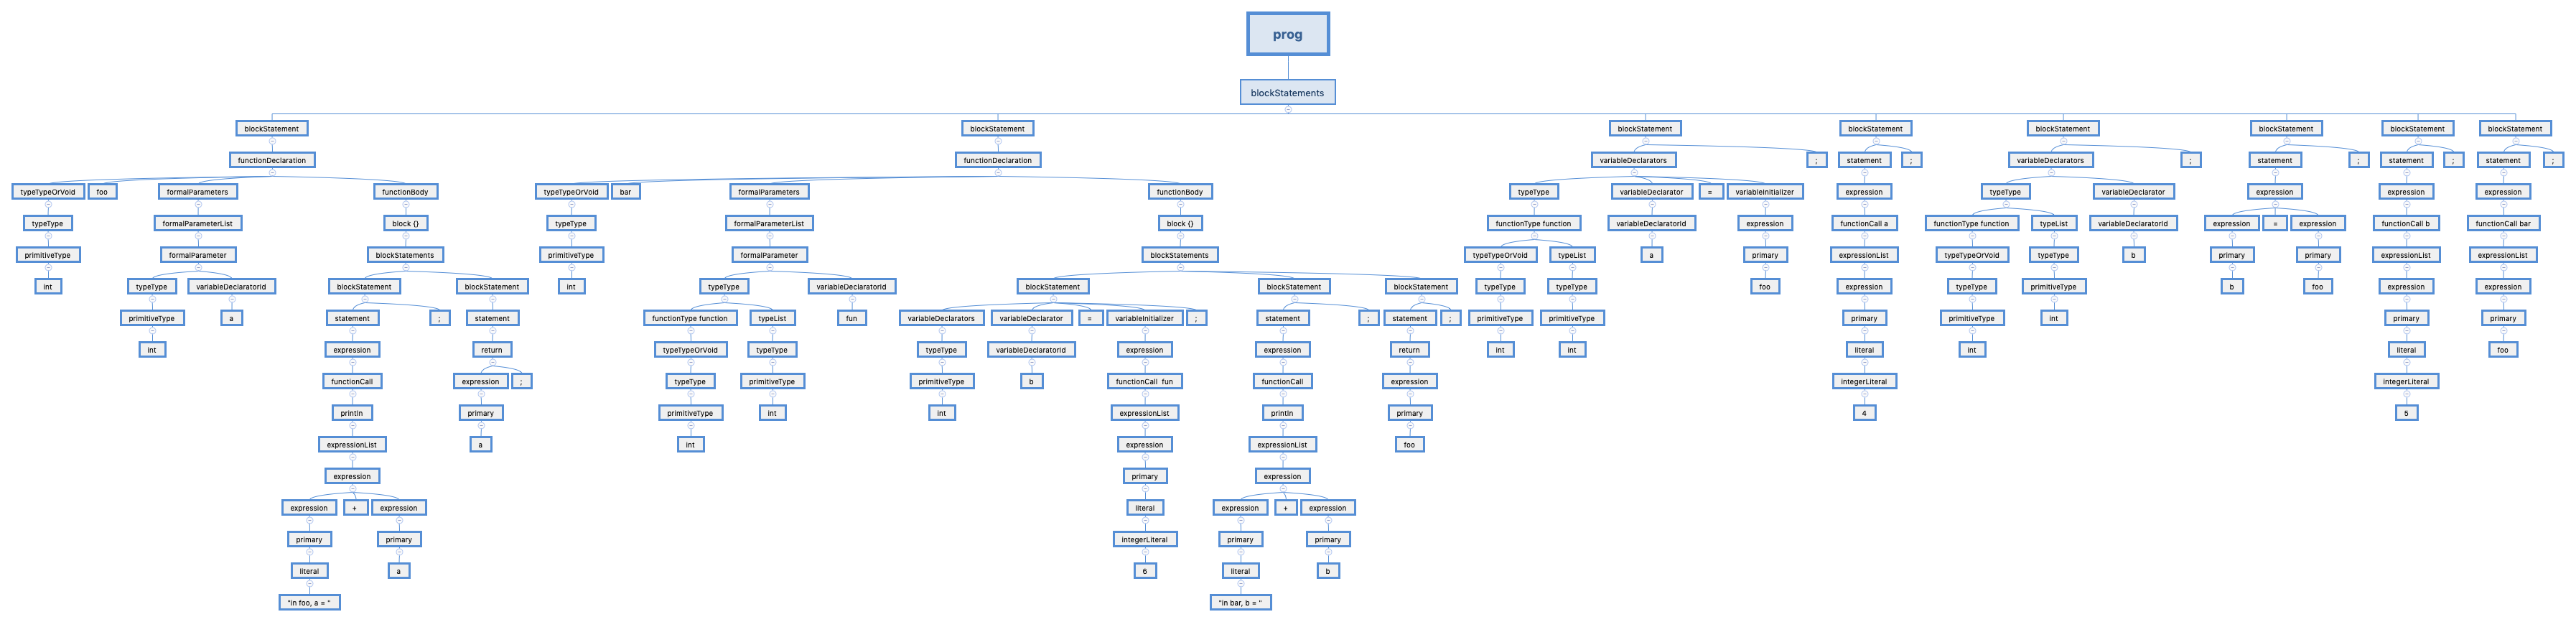 prog
blockStatements
blockStatement blockStatement blockStatement blockStatement blockStatement blockStatement blockStatement blockStatement
functionDeclaration functionDeclaration variableDeclarators ; statement ; variableDeclarators ; statement ; statement ; statement ;
typeTypeOrVoid foo formalParameters functionBody typeTypeOrVoid bar formalParameters functionBody typeType variableDeclarator = variableInitializer expression typeType variableDeclarator expression expression expression
typeType formalParameterList block {} typeType formalParameterList block {} functionType function variableDeclaratorId expression functionCall a functionType function typeList variableDeclaratorId expression = expression functionCall b functionCall bar
primitiveType formalParameter blockStatements primitiveType formalParameter blockStatements typeTypeOrVoid typeList a primary expressionList typeTypeOrVoid typeType b primary primary expressionList expressionList
int typeType variableDeclaratorId blockStatement blockStatement int typeType variableDeclaratorId blockStatement blockStatement blockStatement typeType typeType foo expression typeType primitiveType b foo expression expression
primitiveType a statement ; statement functionType function typeList fun variableDeclarators variableDeclarator = variableInitializer ; statement ; statement ; primitiveType primitiveType primary primitiveType int primary primary
int expression return typeTypeOrVoid typeType typeType variableDeclaratorId expression expression return int int literal int literal foo
functionCall expression ; typeType primitiveType primitiveType b functionCall fun functionCall expression integerLiteral integerLiteral
println primary primitiveType int int expressionList println primary 4 5
expressionList a int expression expressionList foo
expression primary expression
expression + expression literal expression + expression
primary primary integerLiteral primary primary
literal a 6 literal b
"in foo, a = " "in bar, b = "